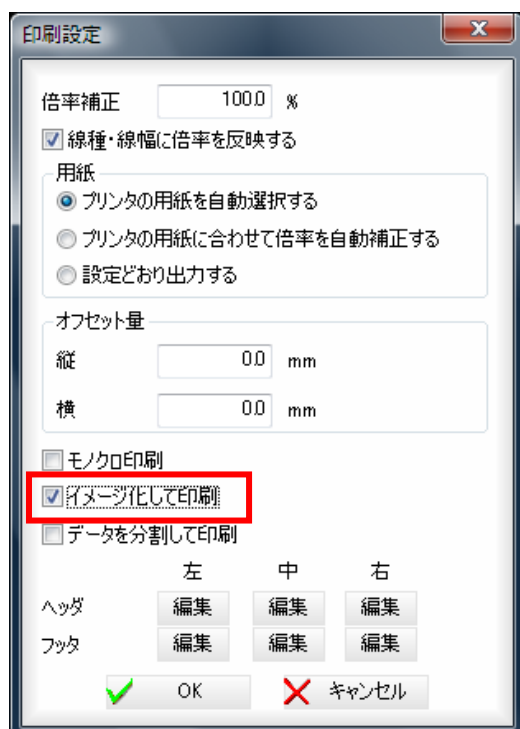 印刷設定
倍率補正 100.0 %
線種・線幅に倍率を反映する
用紙
プリンタの用紙を自動選択する
プリンタの用紙に合わせて倍率を自動補正する
設定どおり出力する
オフセット量
縦 0.0 mm
横 0.0 mm
モノクロ印刷
イメージ化して印刷
データを分割して印刷
左 中 右
ヘッダ 編集 編集 編集
フッタ 編集 編集 編集
OK キャンセル